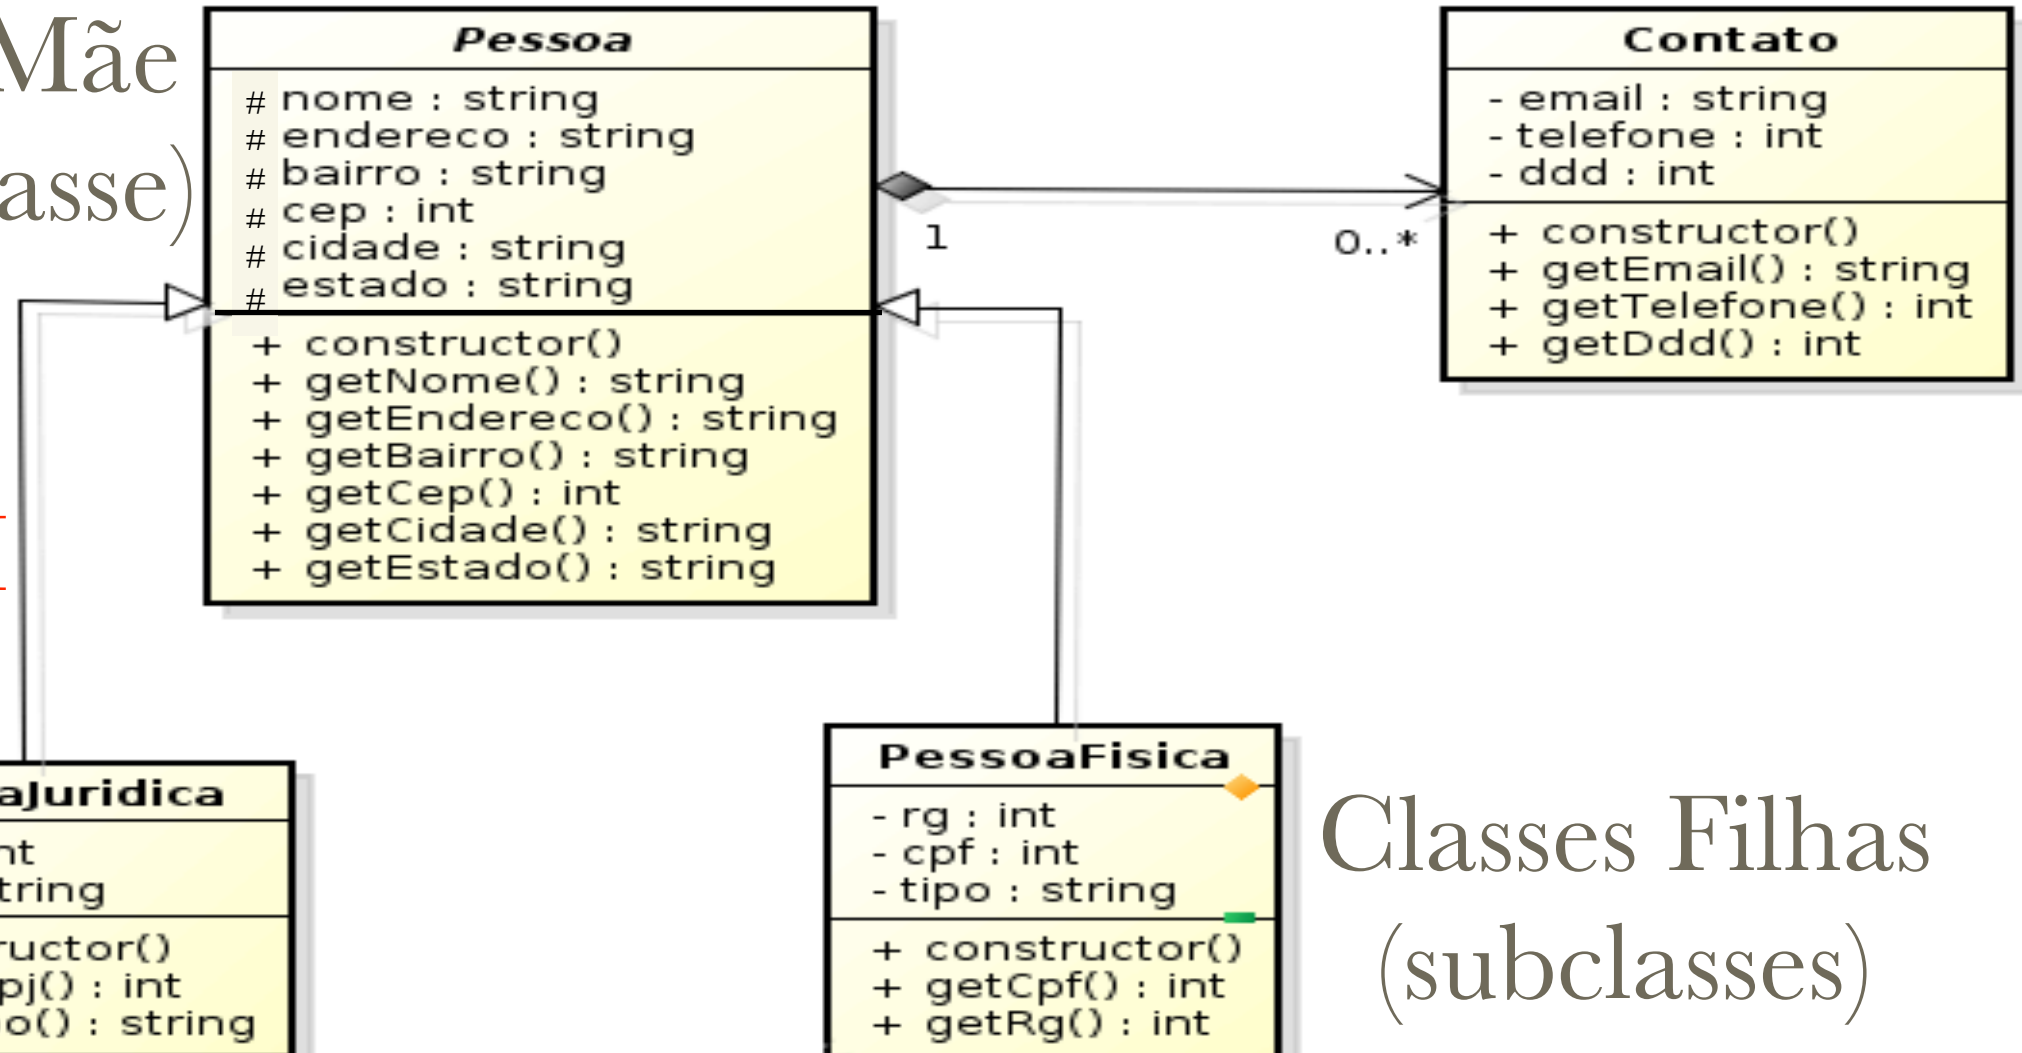 Mãe
asse)
Pessoa
# nome : string
# endereco : string
# bairro : string
# cep : int
# cidade : string
# estado : string
+ constructor()
+ getNome() : string
+ getEndereco() : string
+ getBairro() : string
+ getCep() : int
+ getCidade() : string
+ getEstado() : string
1
0..*
Contato
- email : string
- telefone : int
- ddd : int
+ constructor()
+ getEmail() : string
+ getTelefone() : int
+ getDdd() : int
aJuridica
nt
tring
ructor()
pj() : int
o() : string
PessoaFisica
- rg : int
- cpf : int
- tipo : string
+ constructor()
+ getCpf() : int
+ getRg() : int
Classes Filhas
(subclasses)